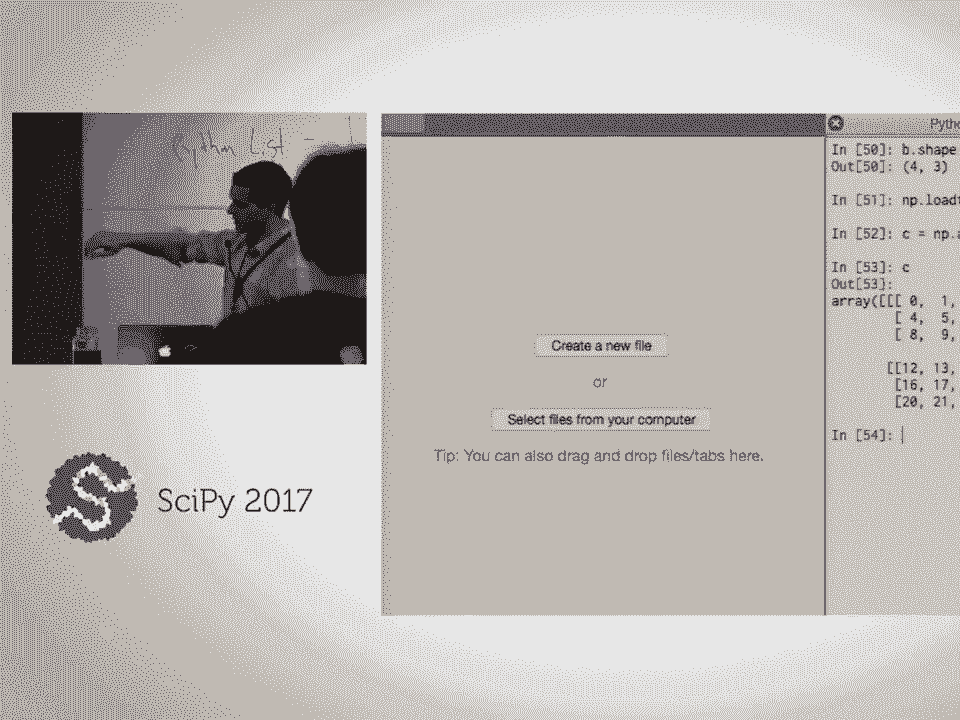 Python List
Create a new file
or
Select files from your computer
Tip: You can also drag and drop files/tabs here.
In [50]: b.shape
Out[50]: (4, 3)
In [51]: np.loadt
In [52]: c = np.a
In [53]: c
Out[53]:
array([[[ 0, 1,
[ 4, 5,
[ 8, 9,
[[12, 13,
[16, 17,
[20, 21,
In [54]:
SciPy 2017